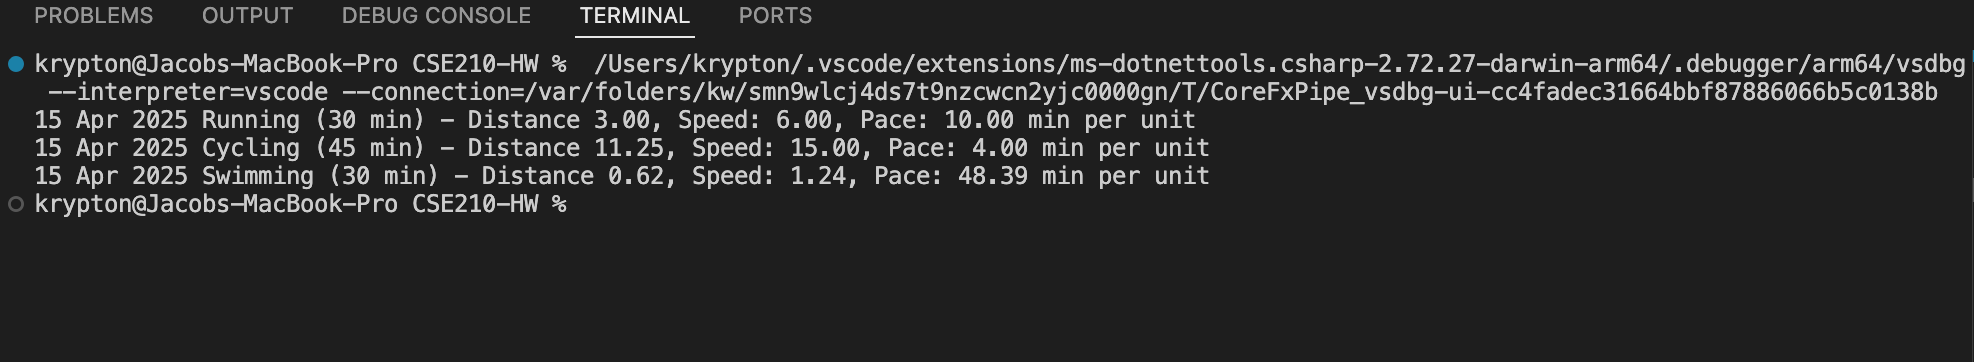 PROBLEMS OUTPUT DEBUG CONSOLE TERMINAL PORTS
krypton@Jacobs-MacBook-Pro CSE210-HW %  /Users/krypton/.vscode/extensions/ms-dotnettools.csharp-2.72.27-darwin-arm64/.debugger/arm64/vsdbg
--interpreter=vscode --connection=/var/folders/kw/smn9wlcj4ds7t9nzcwcn2yjc0000gn/T/CoreFxPipe_vsdbg-ui-cc4fadec31664bbf87886066b5c0138b
15 Apr 2025 Running (30 min) - Distance 3.00, Speed: 6.00, Pace: 10.00 min per unit
15 Apr 2025 Cycling (45 min) - Distance 11.25, Speed: 15.00, Pace: 4.00 min per unit
15 Apr 2025 Swimming (30 min) - Distance 0.62, Speed: 1.24, Pace: 48.39 min per unit
krypton@Jacobs-MacBook-Pro CSE210-HW %